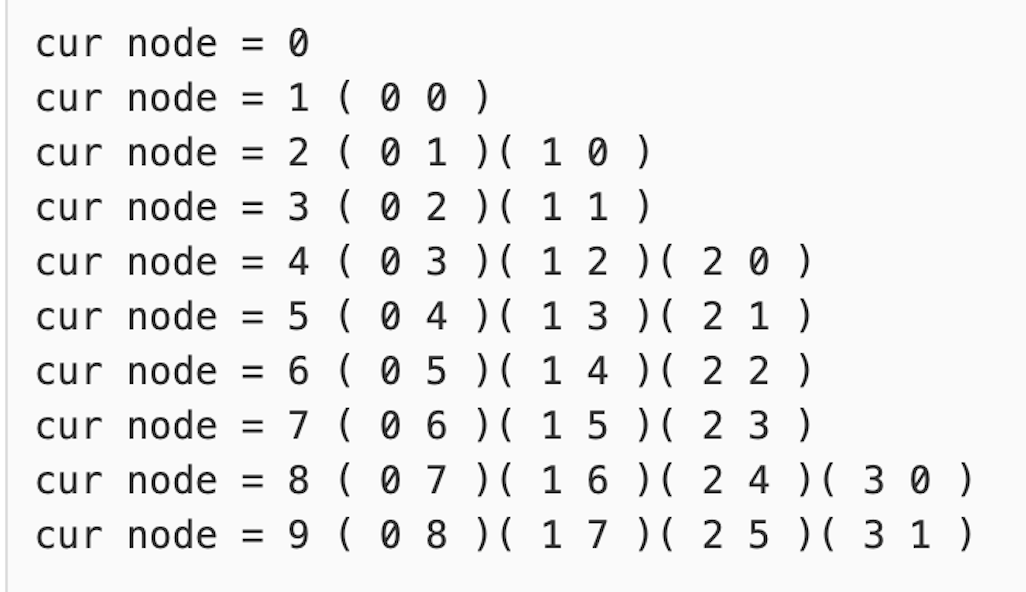 cur node = 0
cur node = 1 ( 0 0 )
cur node = 2 ( 0 1 )( 1 0 )
cur node = 3 ( 0 2 )( 1 1 )
cur node = 4 ( 0 3 )( 1 2 )( 2 0 )
cur node = 5 ( 0 4 )( 1 3 )( 2 1 )
cur node = 6 ( 0 5 )( 1 4 )( 2 2 )
cur node = 7 ( 0 6 )( 1 5 )( 2 3 )
cur node = 8 ( 0 7 )( 1 6 )( 2 4 )( 3 0 )
cur node = 9 ( 0 8 )( 1 7 )( 2 5 )( 3 1 )